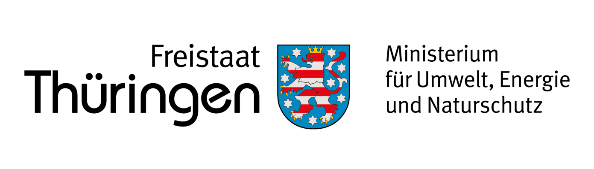 Freistaat
Thüringen
Ministerium
für Umwelt, Energie
und Naturschutz